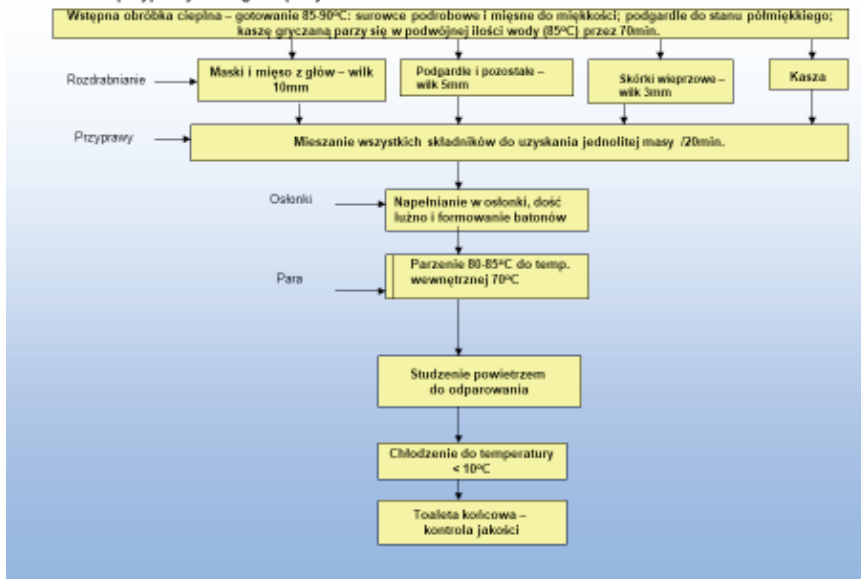 Wstępna obróbka cieplna – gotowanie 85-90ºC: surowce podrobowe i mięsne do miękkości; podgardle do stanu półmiękkiego;
kaszę gryczaną parzy się w podwójnej ilości wody (85ºC) przez 70min.
Rozdrabnianie
Maski i mięso z głów – wilk
10mm
Podgardle i pozostałe –
wilk 5mm
Skórki wieprzowe –
wilk 3mm
Kasza
Przyprawy
Mieszanie wszystkich składników do uzyskania jednolitej masy /20min.
Osłonki
Napełnianie w osłonki, dość
luźno i formowanie batonów
Para
Parzenie 80-85ºC do temp.
wewnętrznej 70ºC
Studzenie powietrzem
do odparowania
Chłodzenie do temperatury
< 10ºC
Toaleta końcowa –
kontrola jakości